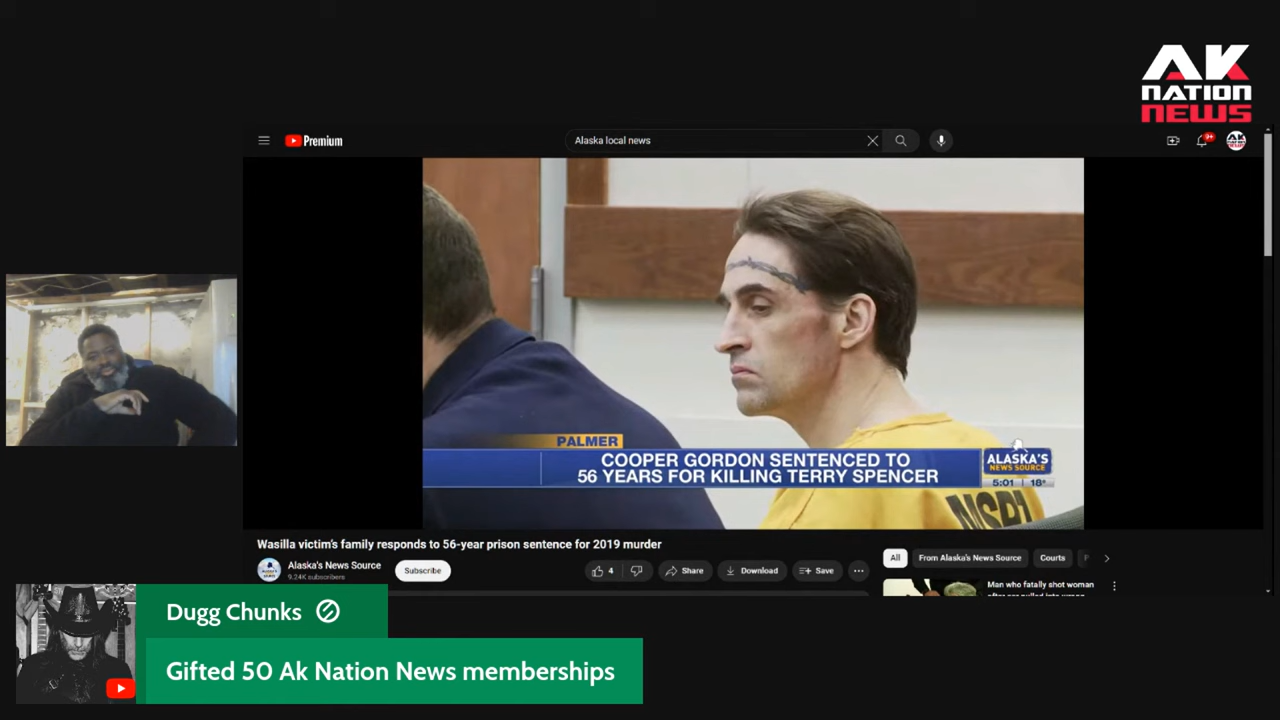 AK
NATION
NEWS
Premium
Alaska local news
9+
PALMER
COOPER GORDON SENTENCED TO
56 YEARS FOR KILLING TERRY SPENCER
ALASKA'S
NEWS SOURCE
5:01 18°
Wasilla victim's family responds to 56-year prison sentence for 2019 murder
Alaska's News Source
9.24K subscribers
Subscribe
4
Share
Download
Save
All
From Alaska's News Source
Courts
Man who fatally shot woman
Dugg Chunks
Gifted 50 Ak Nation News memberships